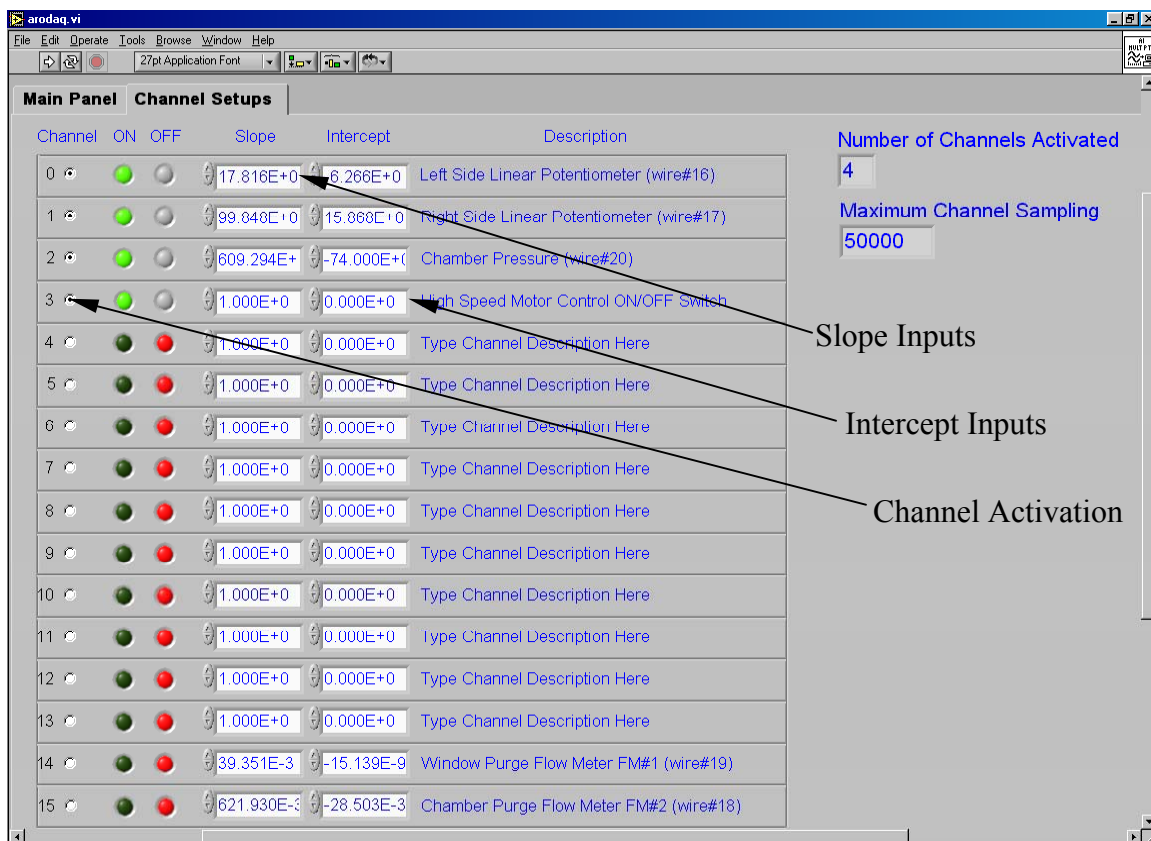 arodaq.vi
File Edit Operate Tools Browse Window Help
27pt Application Font
AI
MULT PT
Main Panel Channel Setups
Channel ON OFF Slope Intercept Description
0 17.816E+0 6.266E+0 Left Side Linear Potentiometer (wire#16)
1 99.848E+0 15.868E+0 Right Side Linear Potentiometer (wire#17)
2 609.294E+ -74.000E+( Chamber Pressure (wire#20)
3 1.000E+0 0.000E+0 High Speed Motor Control ON/OFF Switch
4 1.000E+0 0.000E+0 Type Channel Description Here
5 1.000E+0 0.000E+0 Type Channel Description Here
6 1.000E+0 0.000E+0 Type Channel Description Here
7 1.000E+0 0.000E+0 Type Channel Description Here
8 1.000E+0 0.000E+0 Type Channel Description Here
9 1.000E+0 0.000E+0 Type Channel Description Here
10 1.000E+0 0.000E+0 Type Channel Description Here
11 1.000E+0 0.000E+0 Type Channel Description Here
12 1.000E+0 0.000E+0 Type Channel Description Here
13 1.000E+0 0.000E+0 Type Channel Description Here
14 39.351E-3 -15.139E-9 Window Purge Flow Meter FM#1 (wire#19)
15 621.930E-3 -28.503E-3 Chamber Purge Flow Meter FM#2 (wire#18)
Number of Channels Activated
4
Maximum Channel Sampling
50000
Slope Inputs
Intercept Inputs
Channel Activation